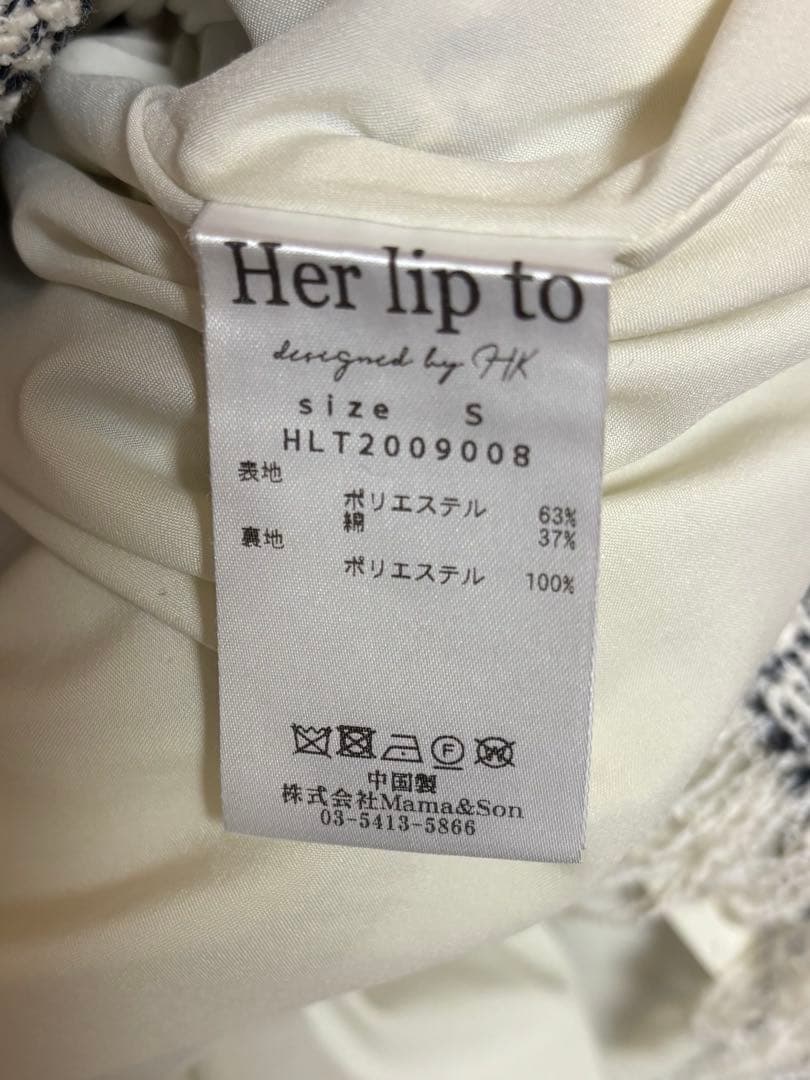 Her lip to
designed by HK
size S
HLT2009008
表地
ポリエステル 63%
綿 37%
裏地
ポリエステル 100%
F W
中国製
株式会社Mama&Son
03-5413-5866